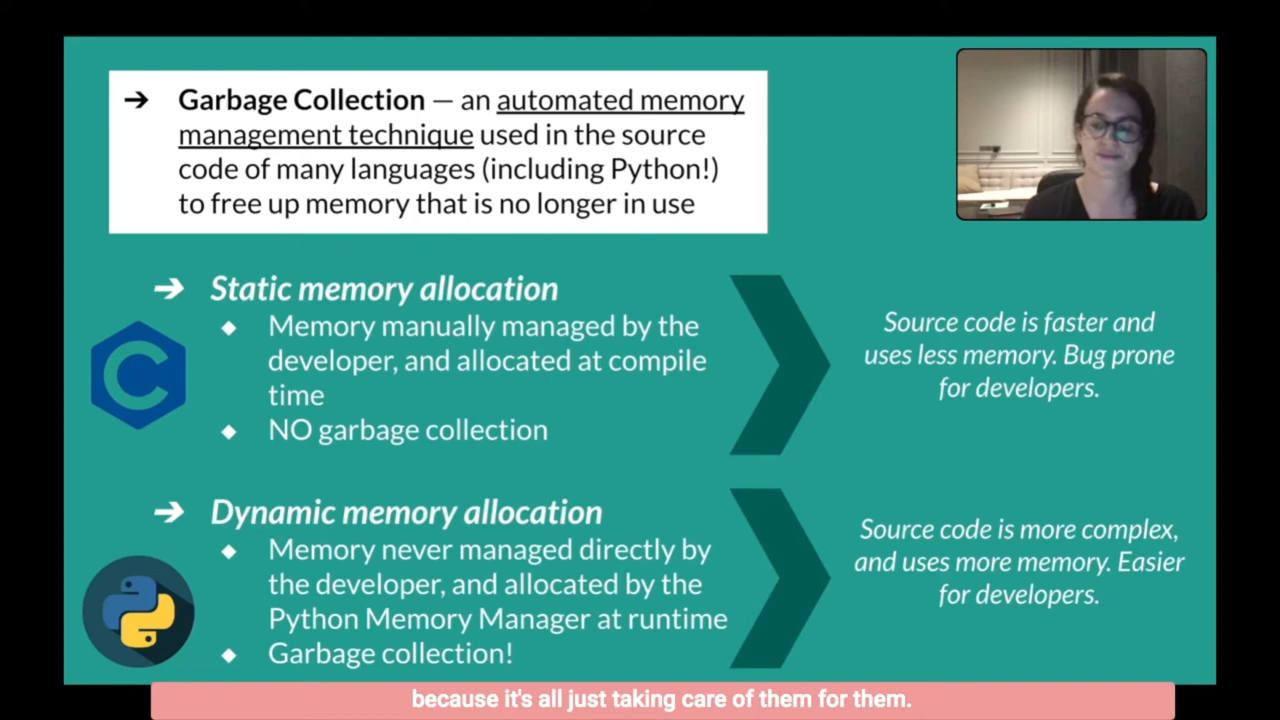 ➔ Garbage Collection — an automated memory
management technique used in the source
code of many languages (including Python!)
to free up memory that is no longer in use
➔ Static memory allocation
◆ Memory manually managed by the
developer, and allocated at compile
time
◆ NO garbage collection
C
Source code is faster and
uses less memory. Bug prone
for developers.
➔ Dynamic memory allocation
◆ Memory never managed directly by
the developer, and allocated by the
Python Memory Manager at runtime
◆ Garbage collection!
Source code is more complex,
and uses more memory. Easier
for developers.
because it's all just taking care of them for them.